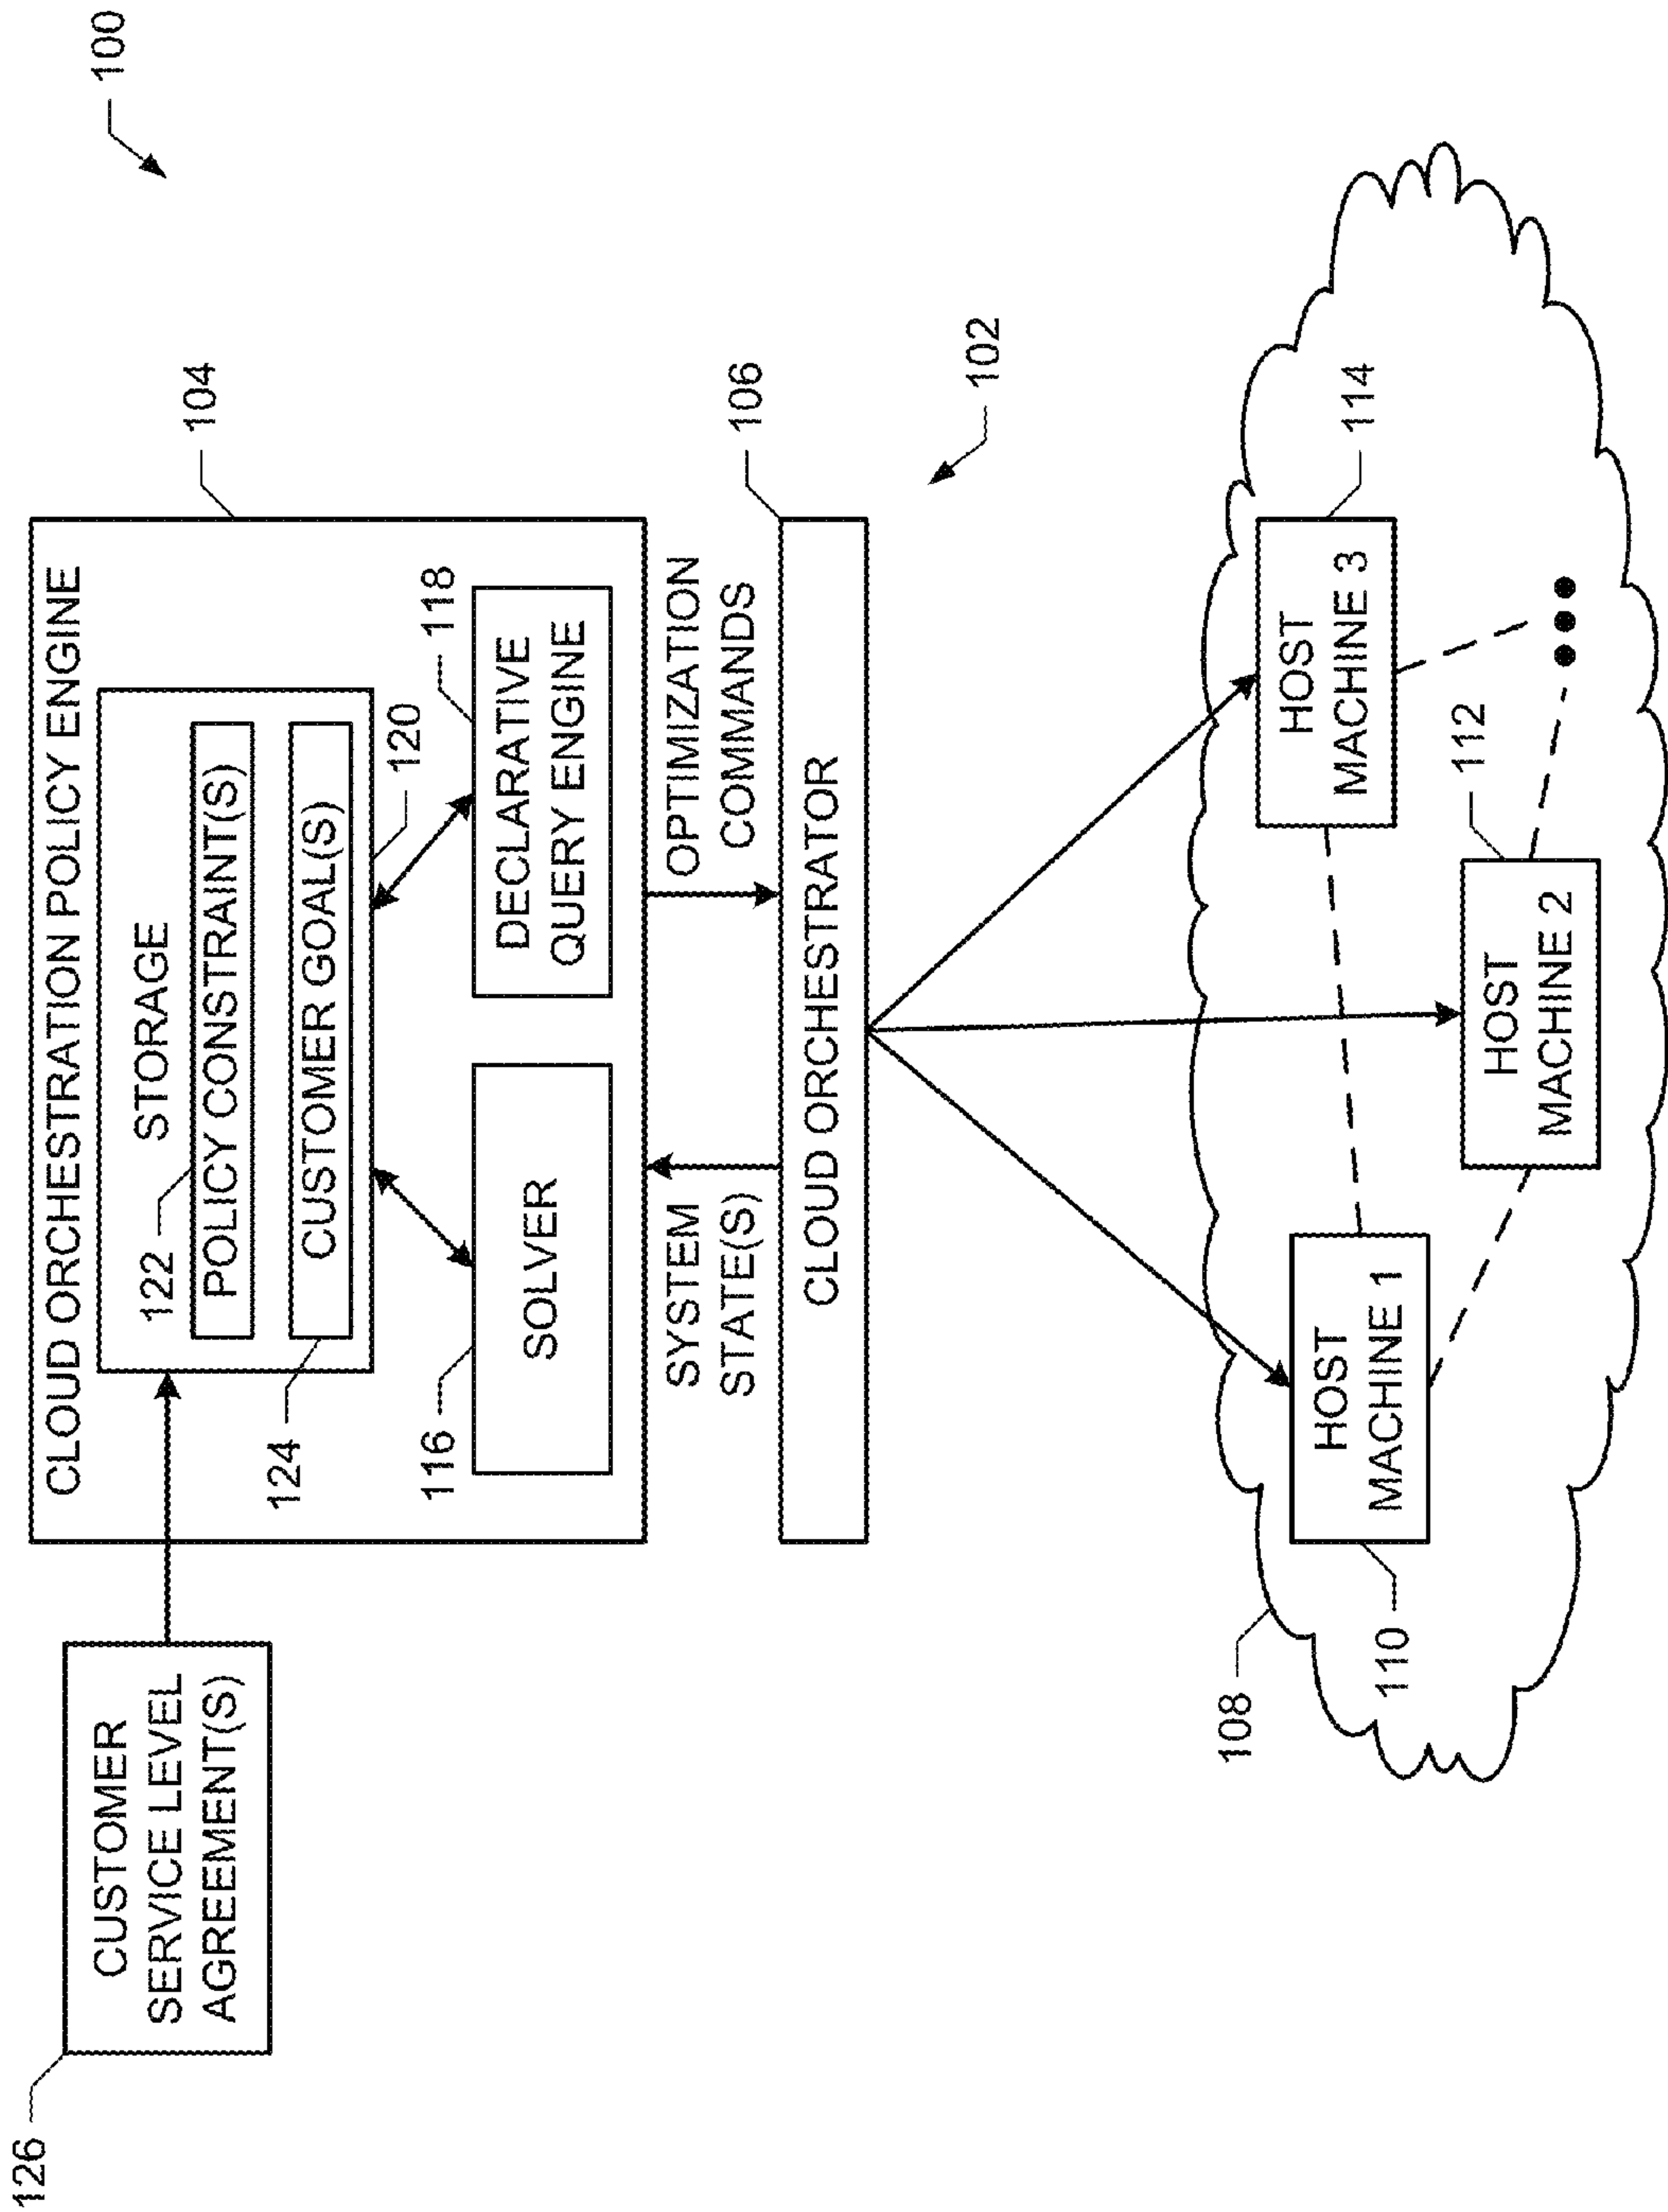 100
126
CUSTOMER
SERVICE LEVEL
AGREEMENT(S)
CLOUD ORCHESTRATION POLICY ENGINE
104
STORAGE
122
POLICY CONSTRAINT(S)
124
CUSTOMER GOAL(S)
120
116
SOLVER
118
DECLARATIVE
QUERY ENGINE
SYSTEM
STATE(S)
OPTIMIZATION
COMMANDS
106
CLOUD ORCHESTRATOR
102
108
110
HOST
MACHINE 1
112
HOST
MACHINE 2
114
HOST
MACHINE 3